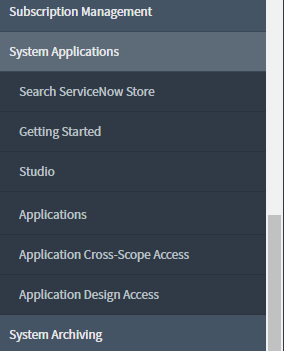 Subscription Management
System Applications
Search ServiceNow Store
Getting Started
Studio
Applications
Application Cross-Scope Access
Application Design Access
System Archiving